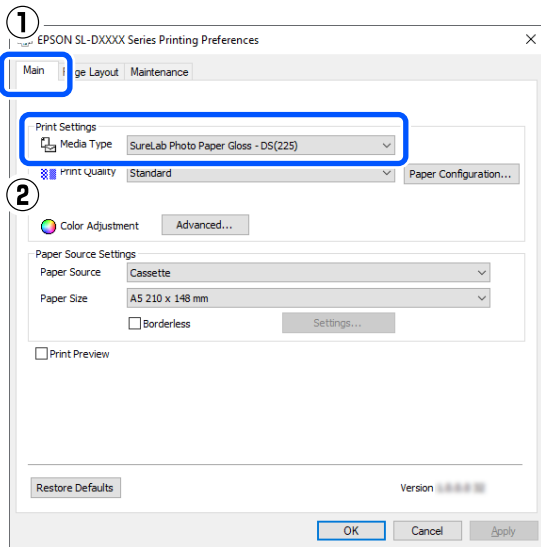 ①
EPSON SL-DXXXX Series Printing Preferences
Main ge Layout Maintenance
Print Settings
Media Type SureLab Photo Paper Gloss - DS(225)
②
Print Quality Standard Paper Configuration...
Color Adjustment Advanced...
Paper Source Settings
Paper Source Cassette
Paper Size A5 210 x 148 mm
Borderless Settings...
Print Preview
Restore Defaults Version
OK Cancel Apply